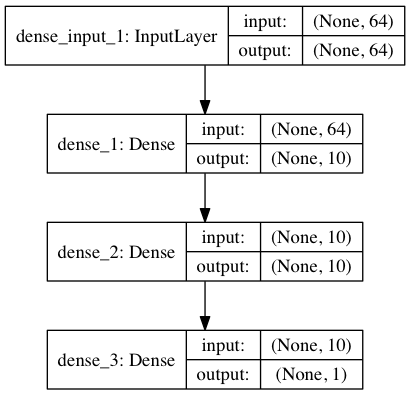 dense_input_1: InputLayer
input: (None, 64)
output: (None, 64)
dense_1: Dense
input: (None, 64)
output: (None, 10)
dense_2: Dense
input: (None, 10)
output: (None, 10)
dense_3: Dense
input: (None, 10)
output: (None, 1)